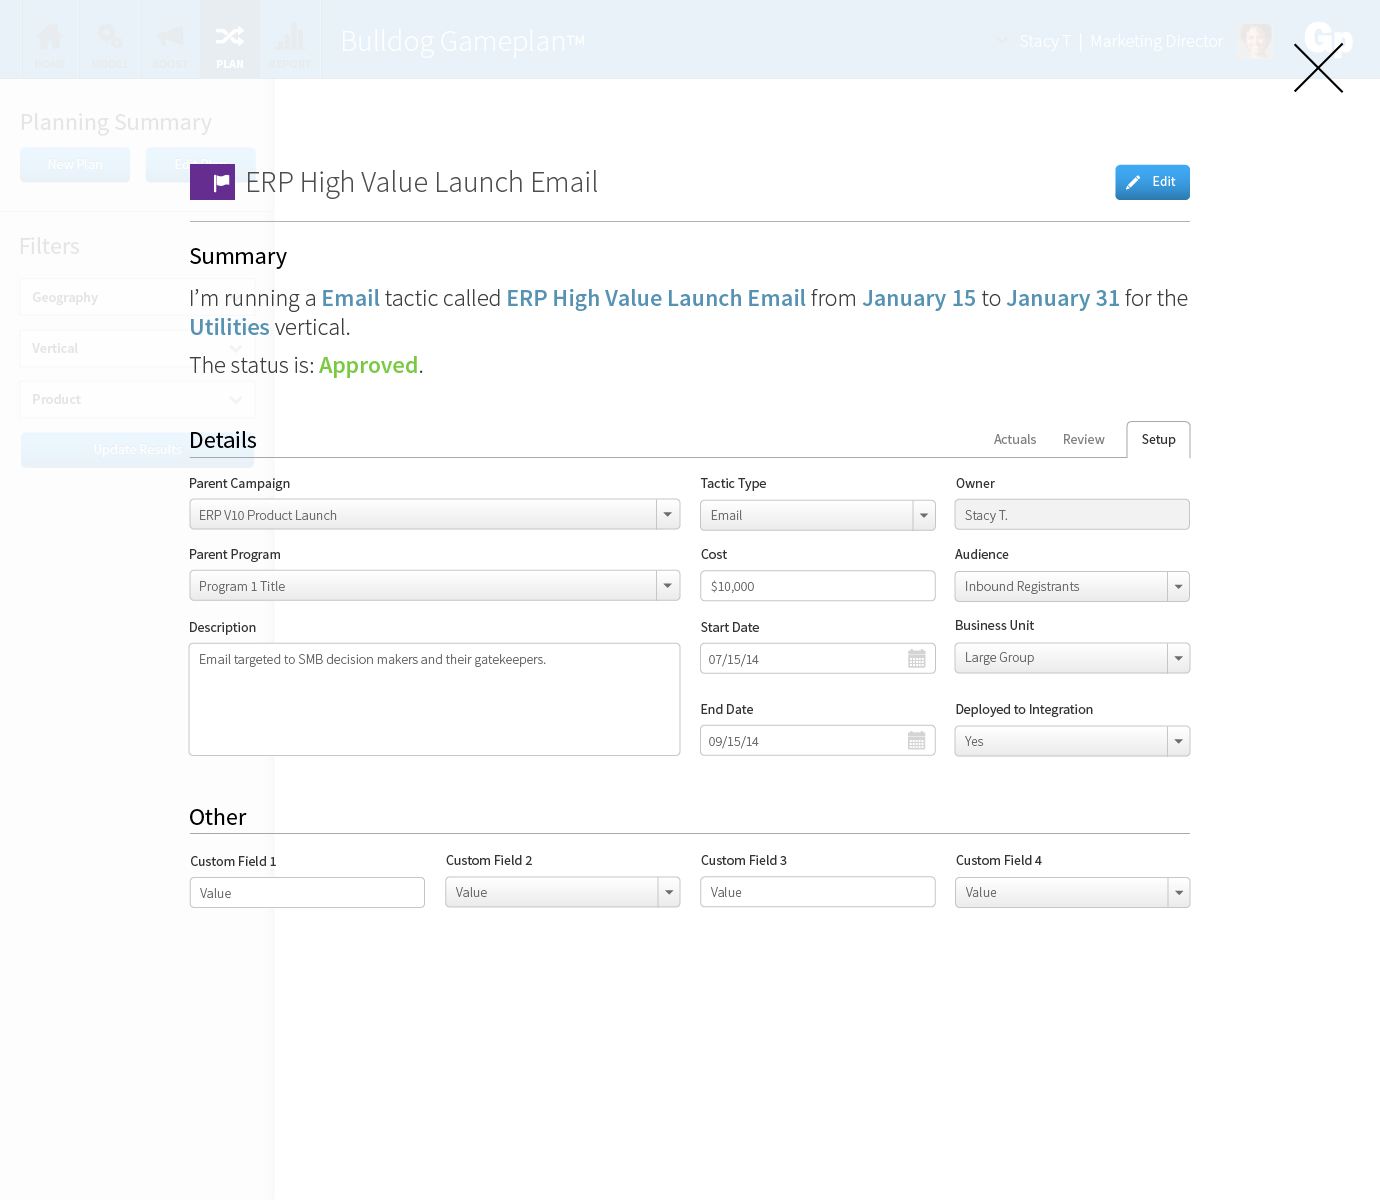 HOME MODEL BOOST PLAN REPORT
Bulldog Gameplan™
Stacy T | Marketing Director
Gp
Planning Summary
New Plan
ERP High Value Launch Email
Edit
Filters
Summary
Geography
I’m running a Email tactic called ERP High Value Launch Email from January 15 to January 31 for the
Utilities vertical.
Vertical
The status is: Approved.
Product
Update Results
Details
Actuals Review Setup
Parent Campaign Tactic Type Owner
ERP V10 Product Launch Email Stacy T.
Parent Program Cost Audience
Program 1 Title $10,000 Inbound Registrants
Description Start Date Business Unit
Email targeted to SMB decision makers and their gatekeepers. 07/15/14 Large Group
End Date Deployed to Integration
09/15/14 Yes
Other
Custom Field 1 Custom Field 2 Custom Field 3 Custom Field 4
Value Value Value Value